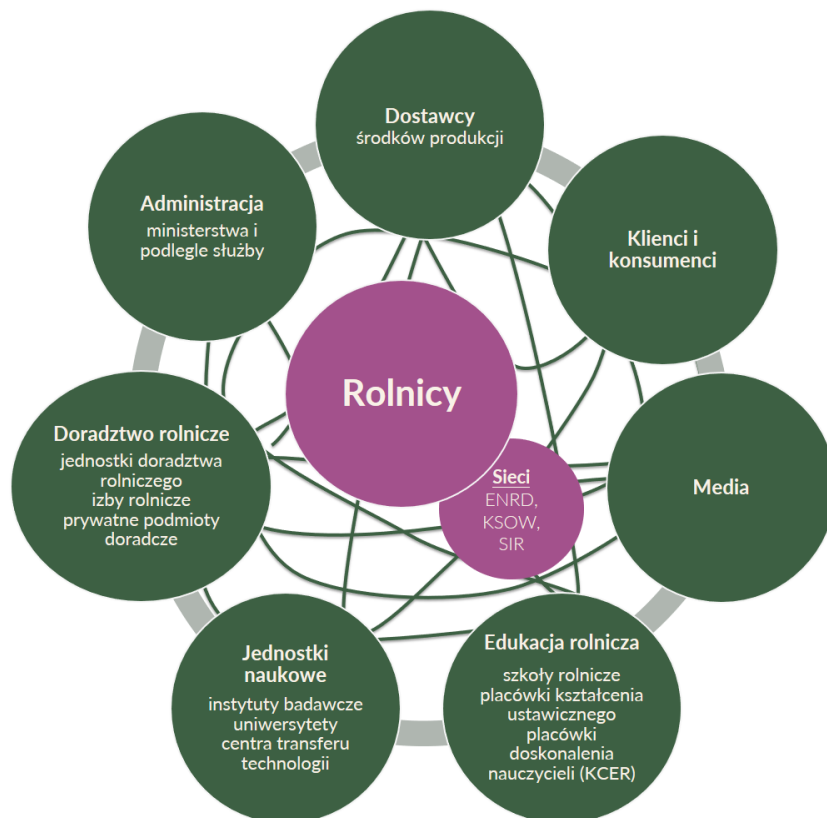 Dostawcy
środków produkcji
Administracja
ministerstwa i
podlegle służby
Klienci i
konsumenci
Rolnicy
Doradztwo rolnicze
jednostki doradztwa
rolniczego
izby rolnicze
prywatne podmioty
doradcze
Sieci
ENRD,
KSOW,
SIR
Media
Jednostki
naukowe
instytuty badawcze
uniwersytety
centra transferu
technologii
Edukacja rolnicza
szkoły rolnicze
placówki kształcenia
ustawicznego
placówki
doskonalenia
nauczycieli (KCER)